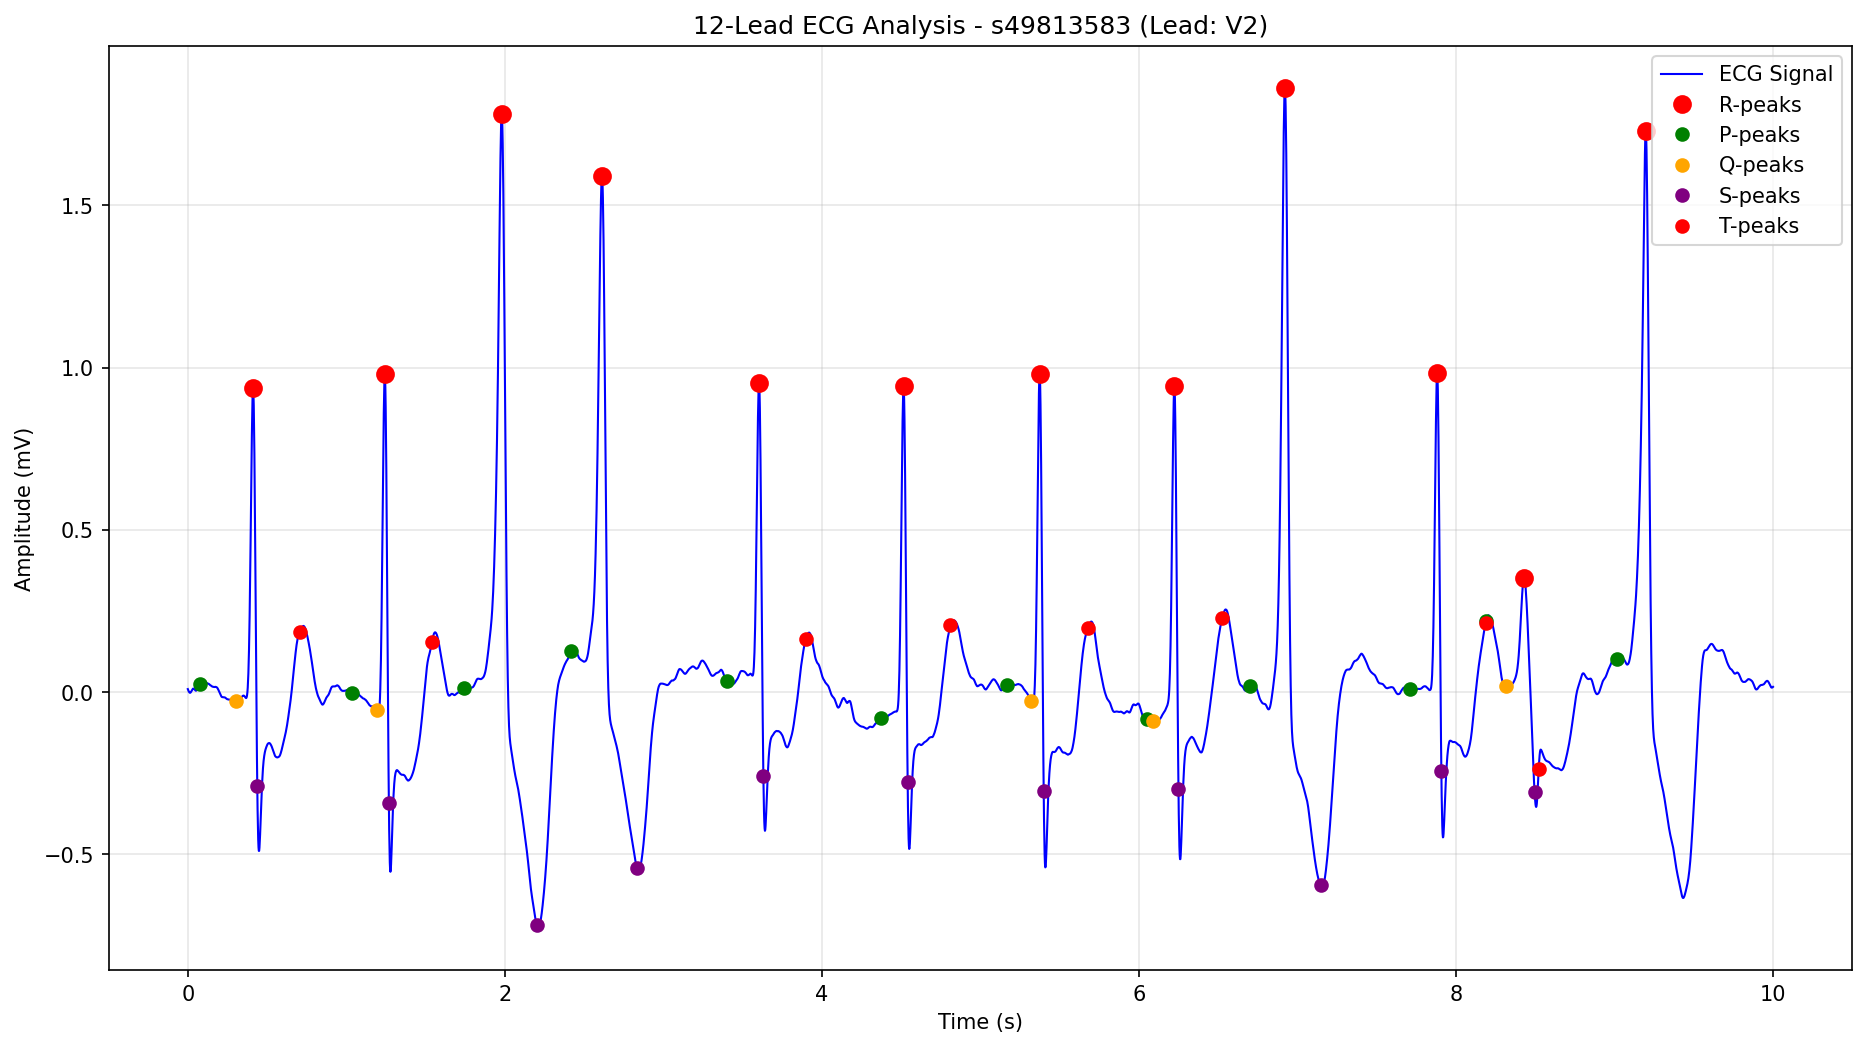 12-Lead ECG Analysis - s49813583 (Lead: V2)
ECG Signal
R-peaks
P-peaks
Q-peaks
S-peaks
T-peaks
Amplitude (mV)
1.5
1.0
0.5
0.0
−0.5
0 2 4 6 8 10
Time (s)